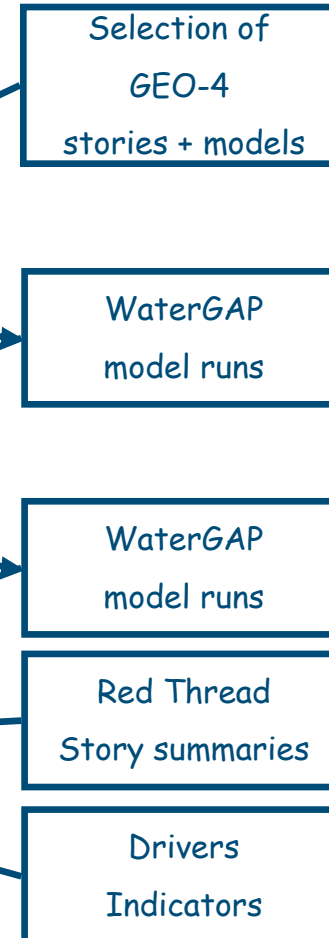 Selection of
GEO-4
stories + models
WaterGAP
model runs
WaterGAP
model runs
Red Thread
Story summaries
Drivers
Indicators